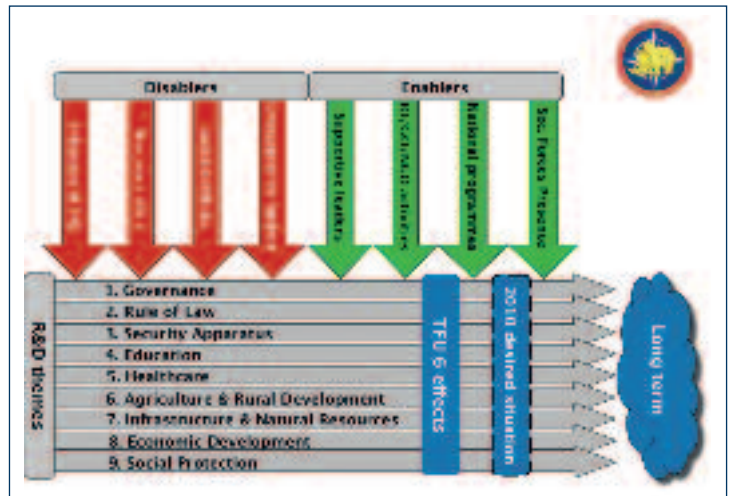 Disablers
Enablers
Supportive leaders
National programmes
Sec. Forces Presence
R&D themes
1. Governance
2. Rule of Law
3. Security Apparatus
4. Education
5. Healthcare
6. Agriculture & Rural Development
7. Infrastructure & Natural Resources
8. Economic Development
9. Social Protection
TFU 6 effects
2010 desired situation
Long term